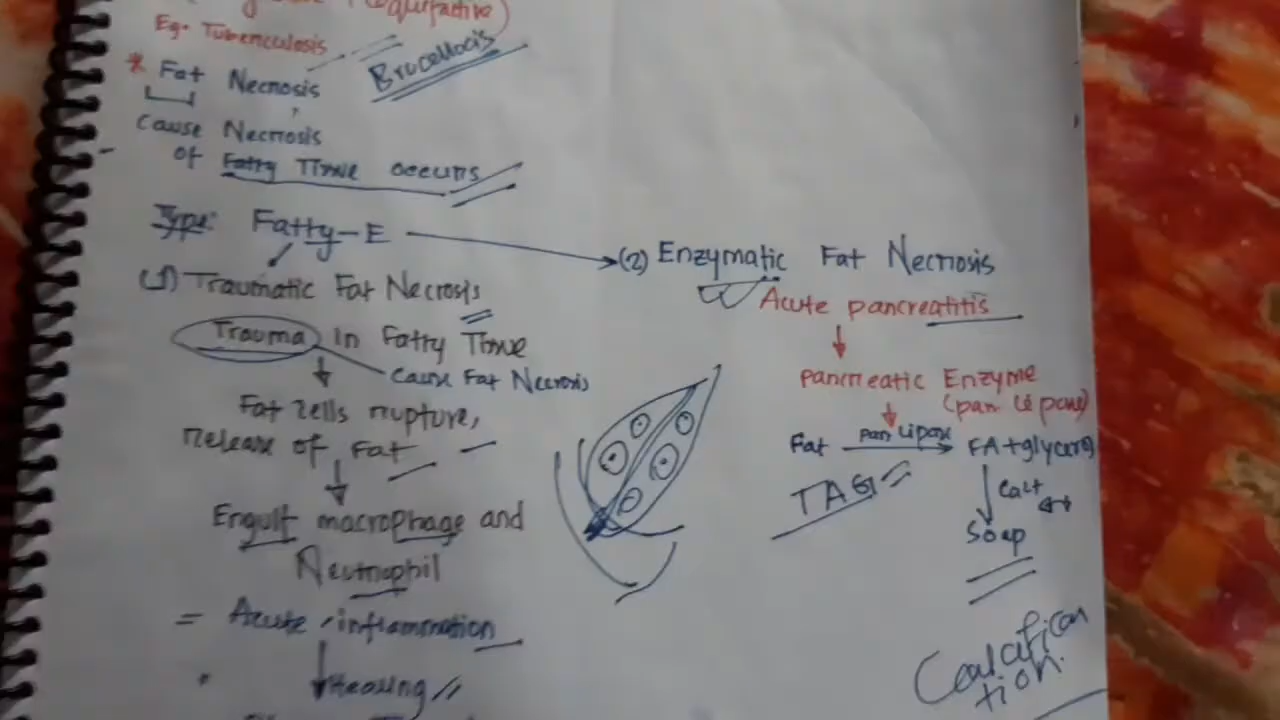 Eg. Tuberculosis
Brucellocis
* Fat Necrosis
Cause Necrosis
of Fatty Tissue occurs
Type: Fatty-E
(1) Traumatic Fat Necrosis
Trauma in Fatty Tissue
Cause Fat Necrosis
Fat cells rupture,
Release of Fat
Engulf macrophage and
Neutrophil
= Acute inflammation
Healing
(2) Enzymatic Fat Necrosis
Acute pancreatitis
pancreatic Enzyme
(pan Lipase)
Fat pan Lipase FA+glycerol
TAG
Ca++
Soap